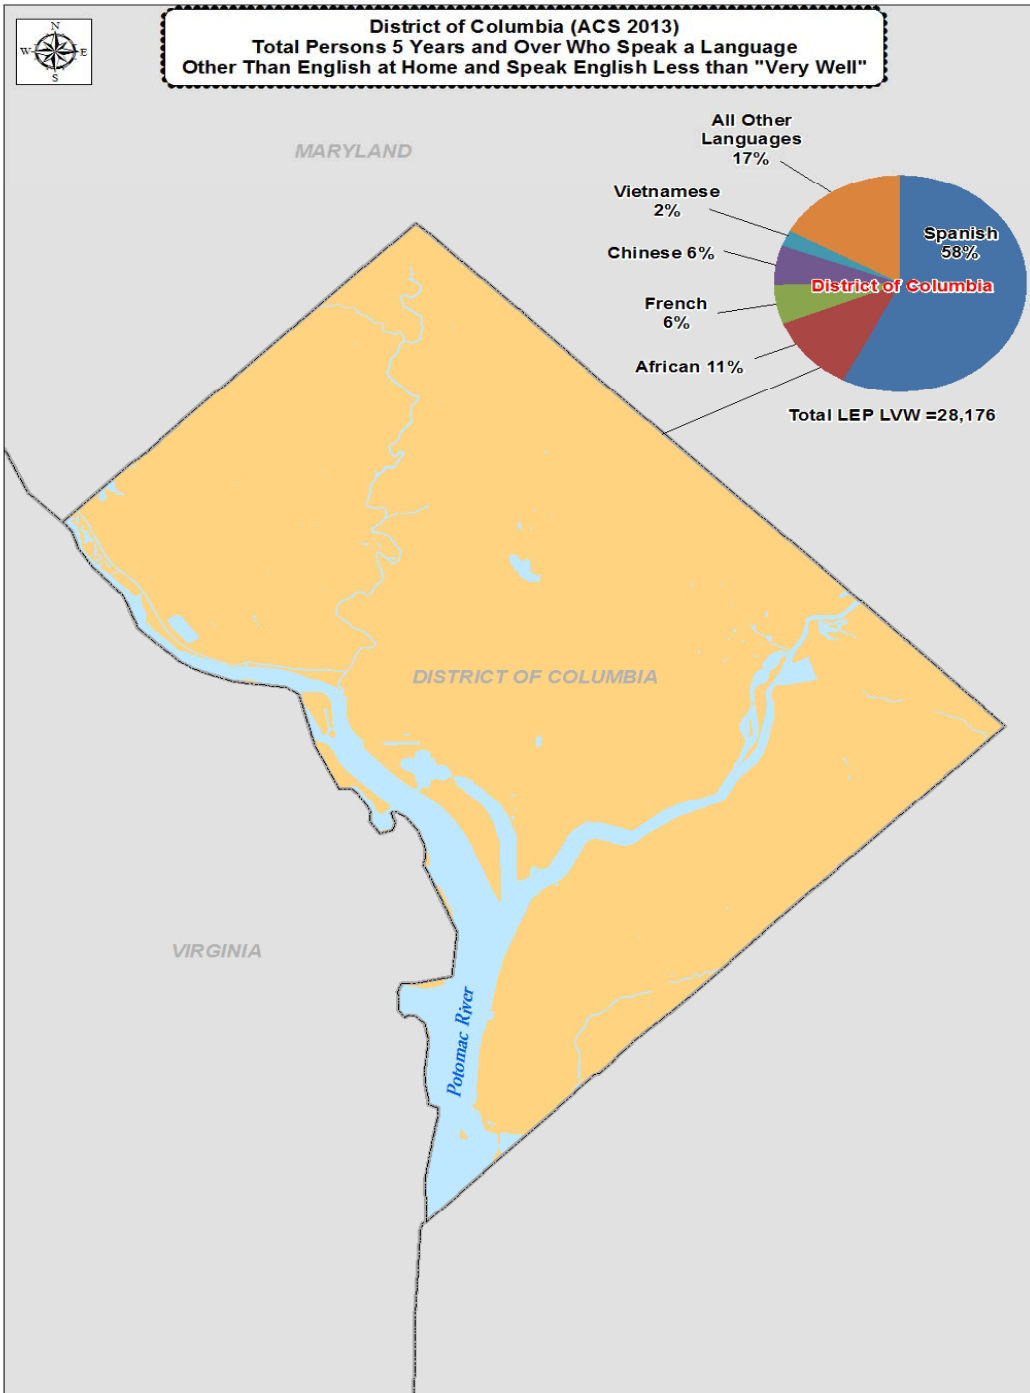 District of Columbia (ACS 2013)
Total Persons 5 Years and Over Who Speak a Language
Other Than English at Home and Speak English Less than "Very Well"
N
W
E
S
MARYLAND
All Other
Languages
17%
Vietnamese
2%
Spanish
58%
Chinese 6%
District of Columbia
French
6%
African 11%
Total LEP LVW =28,176
DISTRICT OF COLUMBIA
VIRGINIA
Potomac River